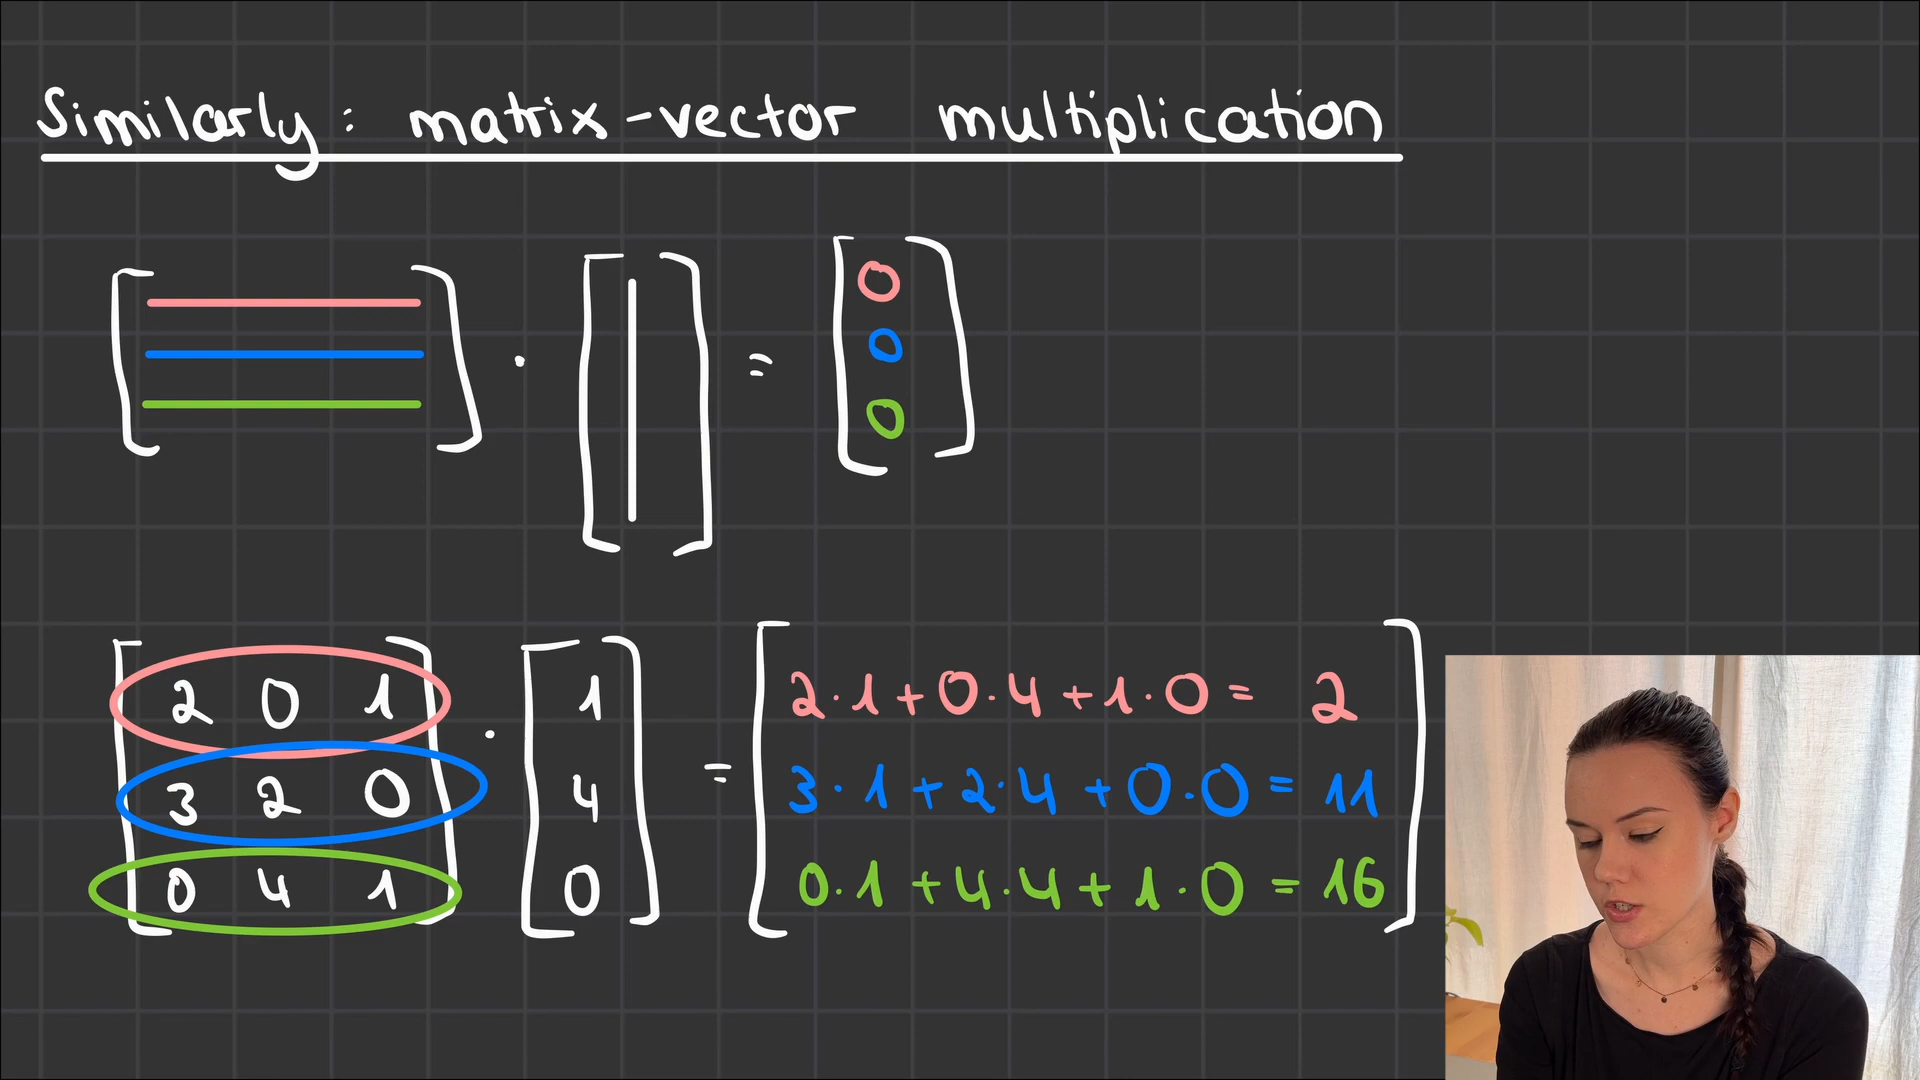 Similarly: matrix-vector multiplication
· =
2 0 1 · 1 = 2·1+0·4+1·0= 2
3 2 0 4 3·1+2·4+0·0=11
0 4 1 0 0·1+4·4+1·0=16